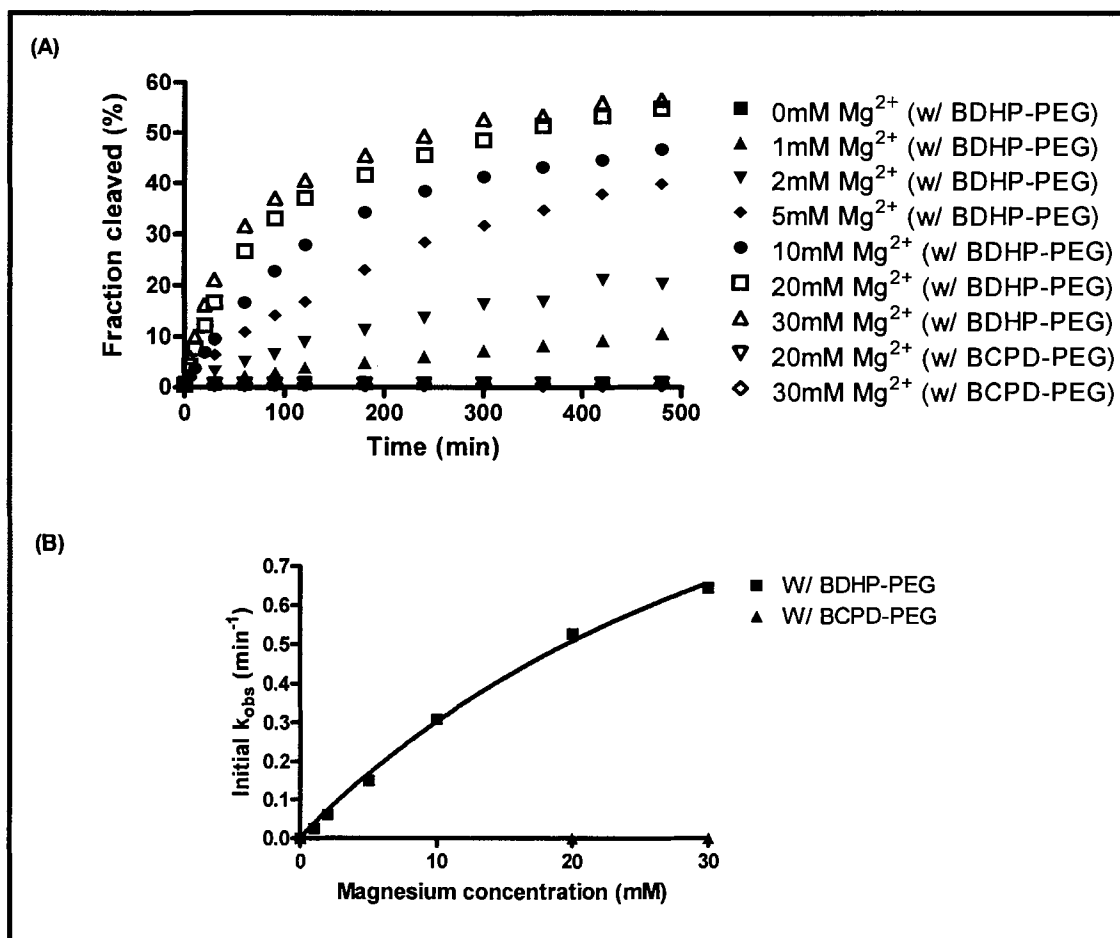 (A)
Fraction cleaved (%)
60
50
40
30
20
10
0
0 100 200 300 400 500
Time (min)
0mM Mg²⁺ (w/ BDHP-PEG)
1mM Mg²⁺ (w/ BDHP-PEG)
2mM Mg²⁺ (w/ BDHP-PEG)
5mM Mg²⁺ (w/ BDHP-PEG)
10mM Mg²⁺ (w/ BDHP-PEG)
20mM Mg²⁺ (w/ BDHP-PEG)
30mM Mg²⁺ (w/ BDHP-PEG)
20mM Mg²⁺ (w/ BCPD-PEG)
30mM Mg²⁺ (w/ BCPD-PEG)
(B)
Initial k_obs (min⁻¹)
0.7
0.6
0.5
0.4
0.3
0.2
0.1
0.0
0 10 20 30
Magnesium concentration (mM)
W/ BDHP-PEG
W/ BCPD-PEG